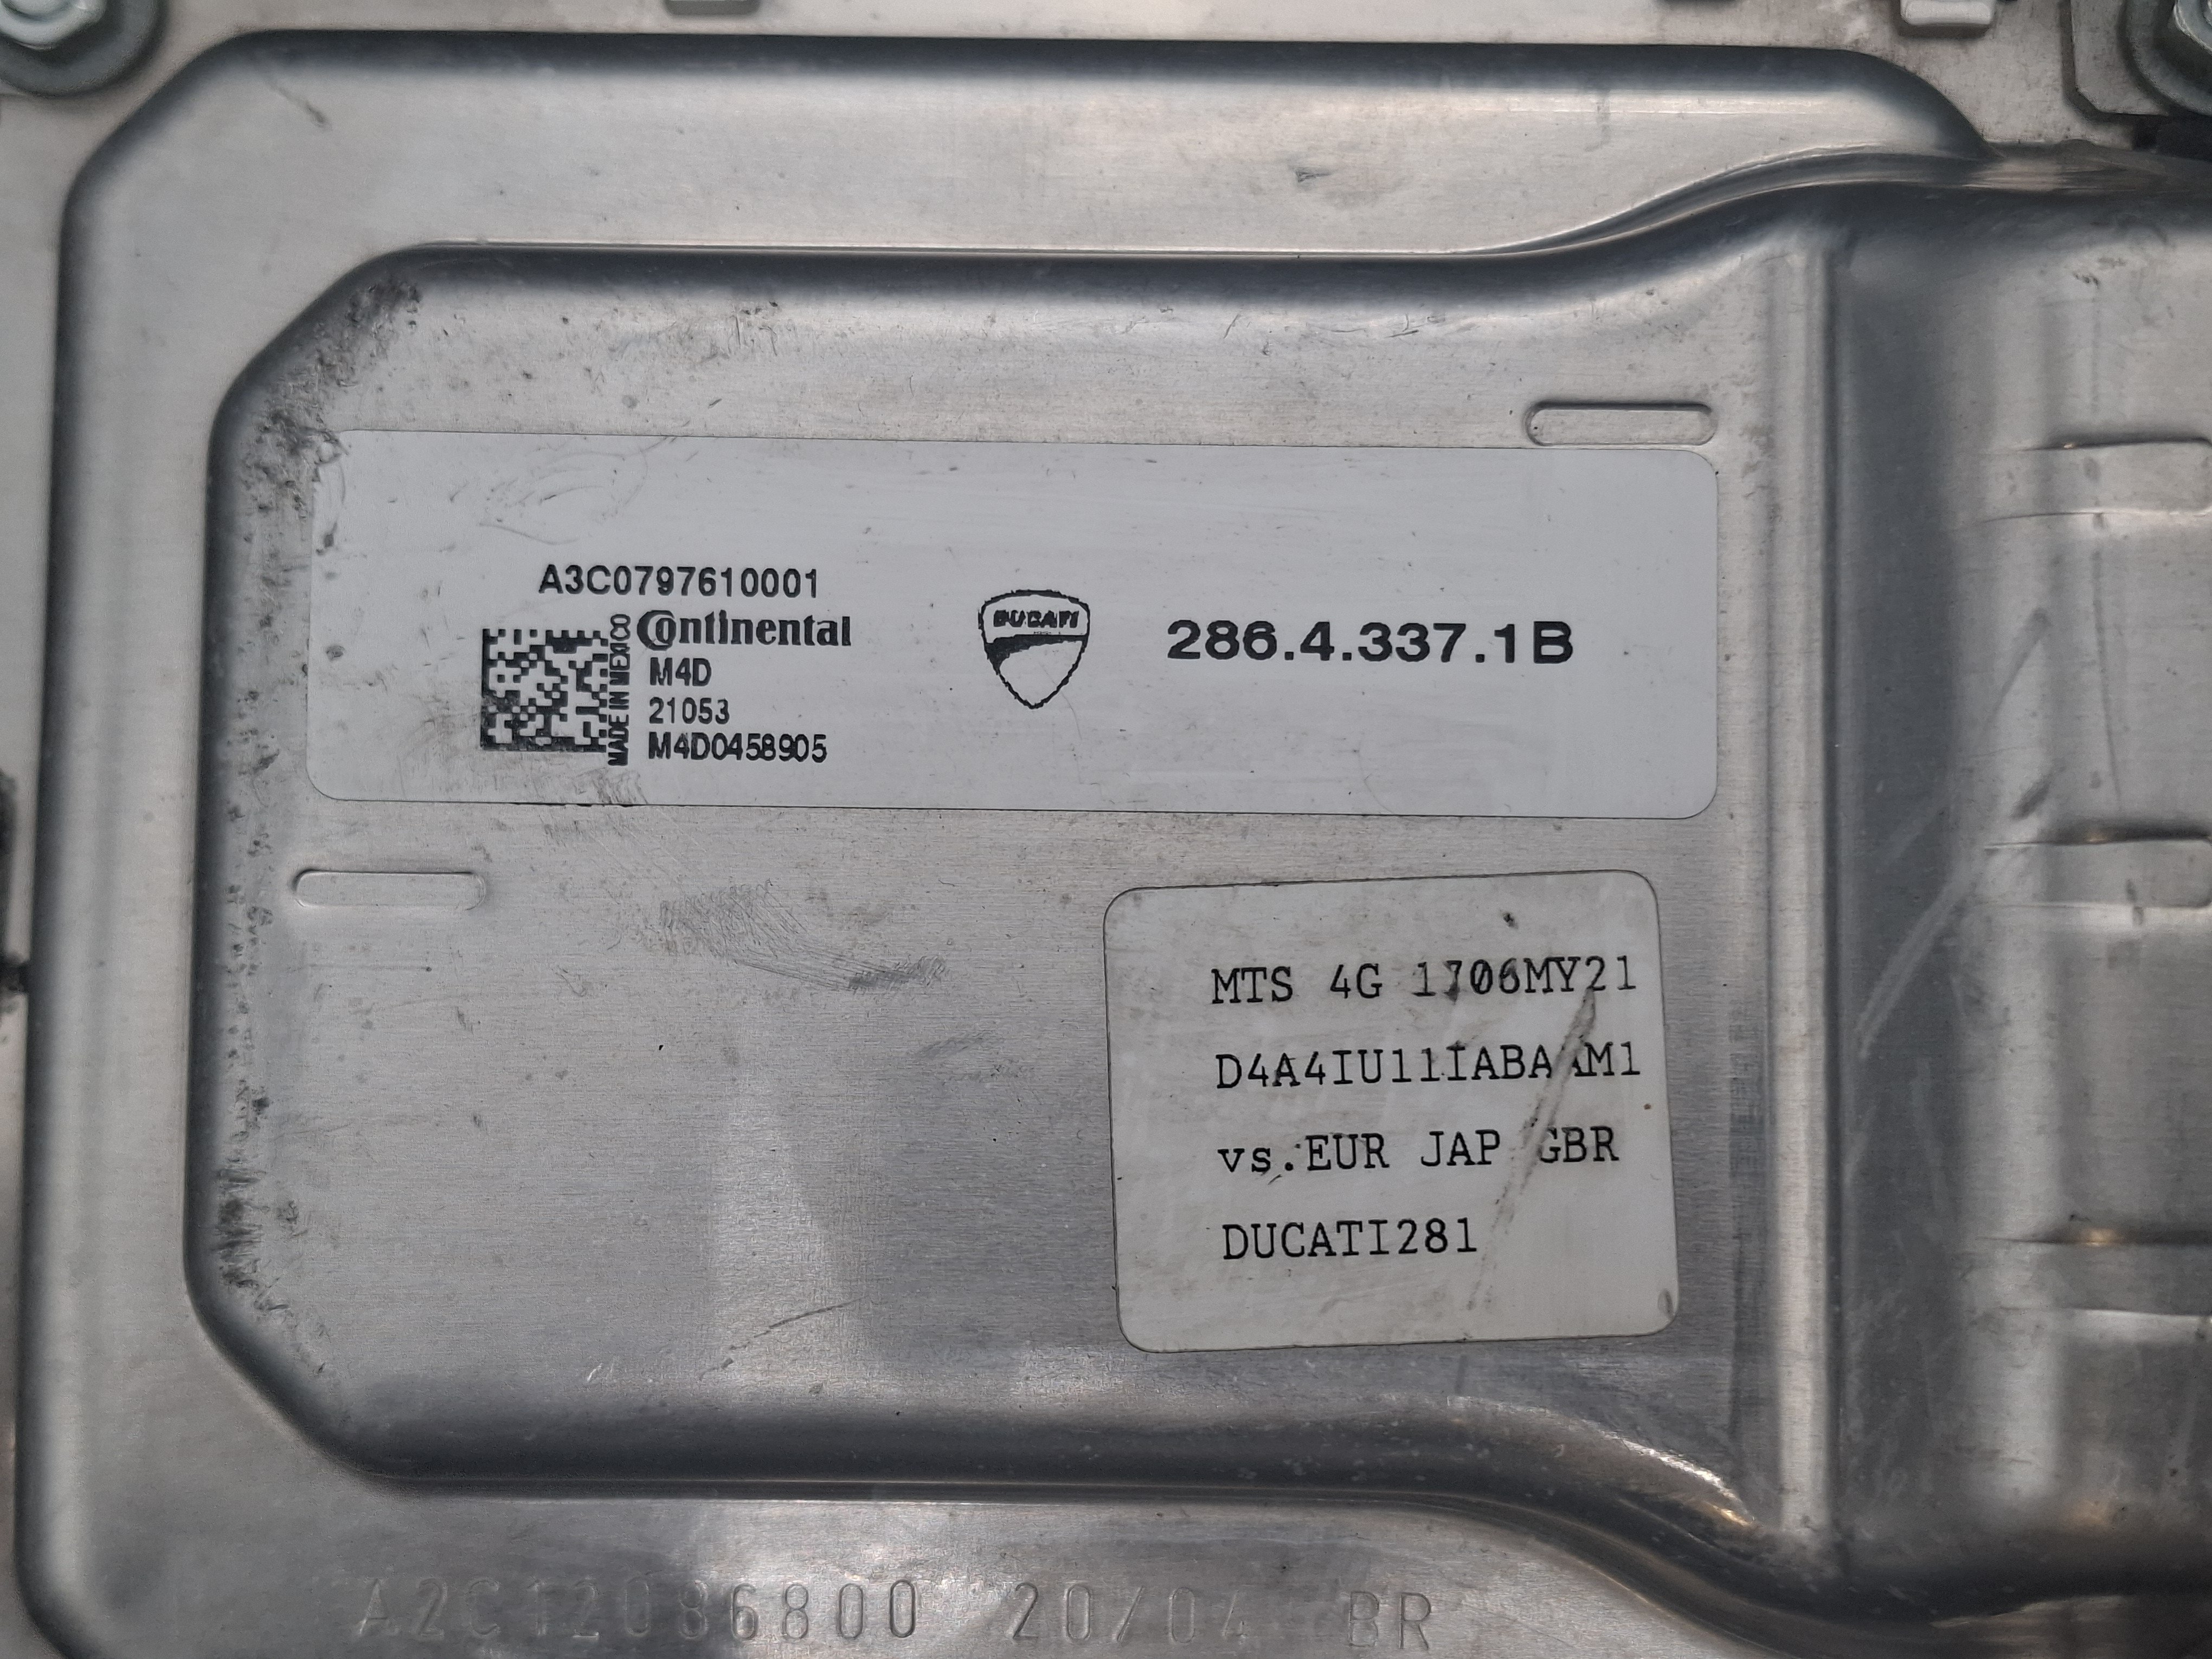 A3C0797610001
Continental
MADE IN MEXICO
M4D
21053
M4D0458905
DUCATI
286.4.337.1B
MTS 4G 1706MY21
vs.EUR JAP GBR
DUCATI281
A2C12086800 20/04 BR